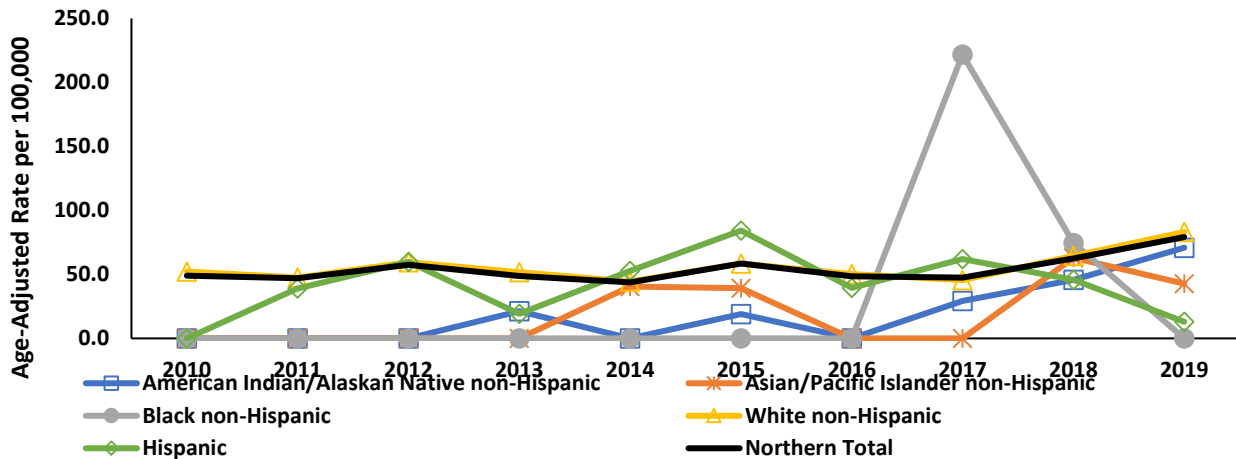 Age-Adjusted Rate per 100,000
250.0
200.0
150.0
100.0
50.0
0.0
2010 2011 2012 2013 2014 2015 2016 2017 2018 2019
American Indian/Alaskan Native non-Hispanic Asian/Pacific Islander non-Hispanic
Black non-Hispanic White non-Hispanic
Hispanic Northern Total